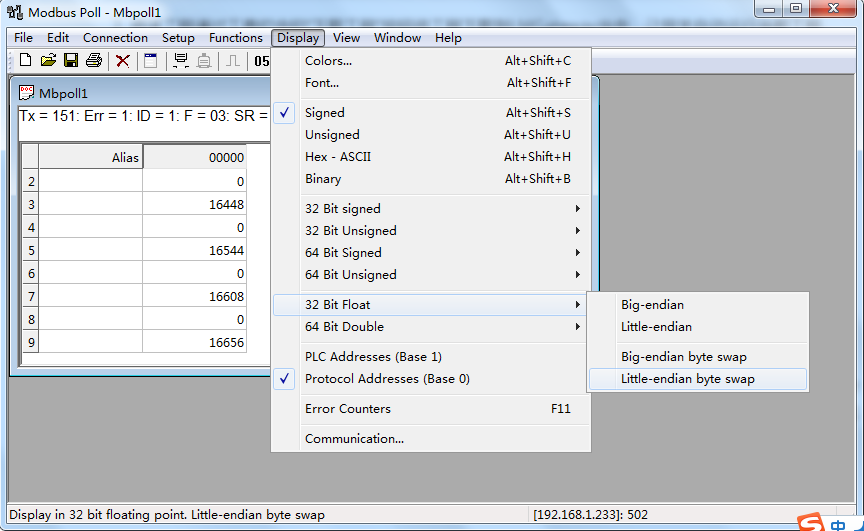 Modbus Poll - Mbpoll1
File Edit Connection Setup Functions Display View Window Help
05
Mbpoll1
Tx = 151: Err = 1: ID = 1: F = 03: SR =
Alias 00000
2 0
3 16448
4 0
5 16544
6 0
7 16608
8 0
9 16656
Colors... Alt+Shift+C
Font... Alt+Shift+F
Signed Alt+Shift+S
Unsigned Alt+Shift+U
Hex - ASCII Alt+Shift+H
Binary Alt+Shift+B
32 Bit signed
32 Bit Unsigned
64 Bit Signed
64 Bit Unsigned
32 Bit Float
64 Bit Double
PLC Addresses (Base 1)
Protocol Addresses (Base 0)
Error Counters F11
Communication...
Big-endian
Little-endian
Big-endian byte swap
Little-endian byte swap
Display in 32 bit floating point. Little-endian byte swap
[192.168.1.233]: 502
S 中